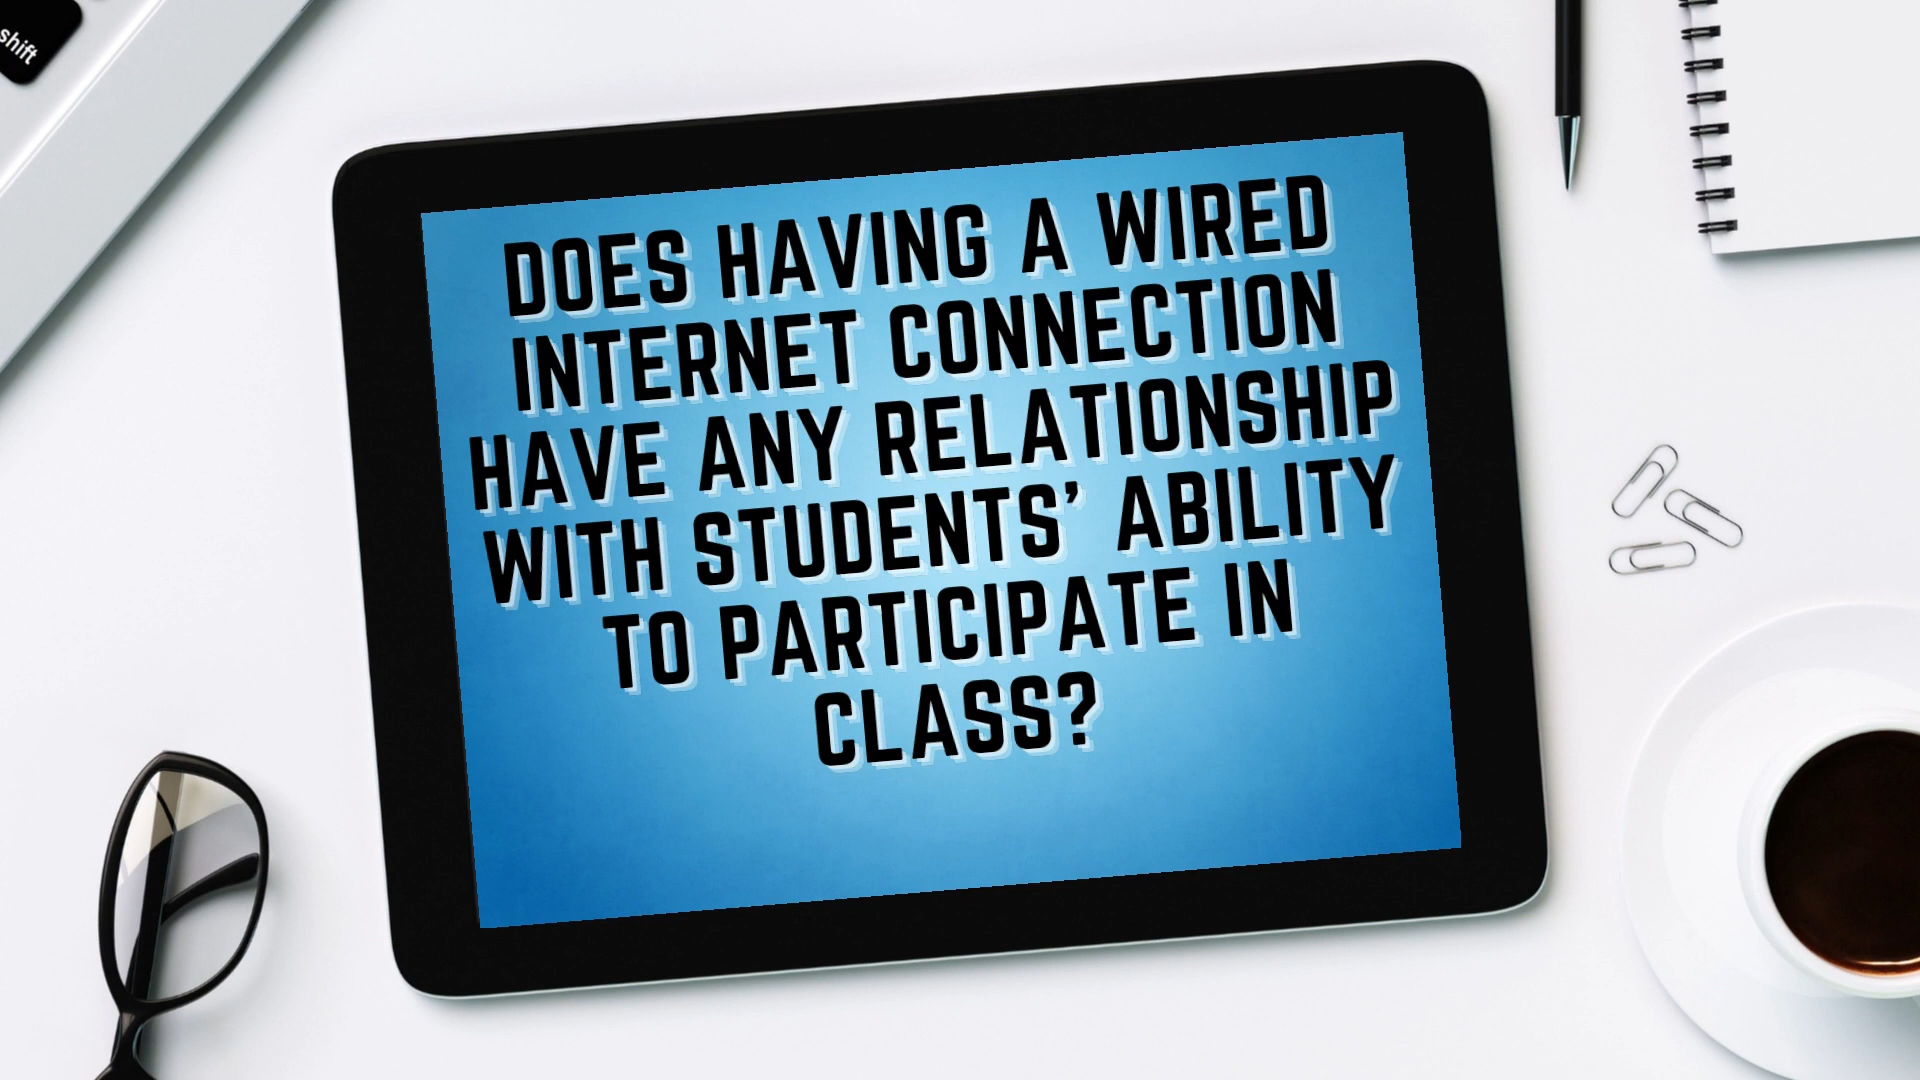 shift
DOES HAVING A WIRED
INTERNET CONNECTION
HAVE ANY RELATIONSHIP
WITH STUDENTS’ ABILITY
TO PARTICIPATE IN
CLASS?